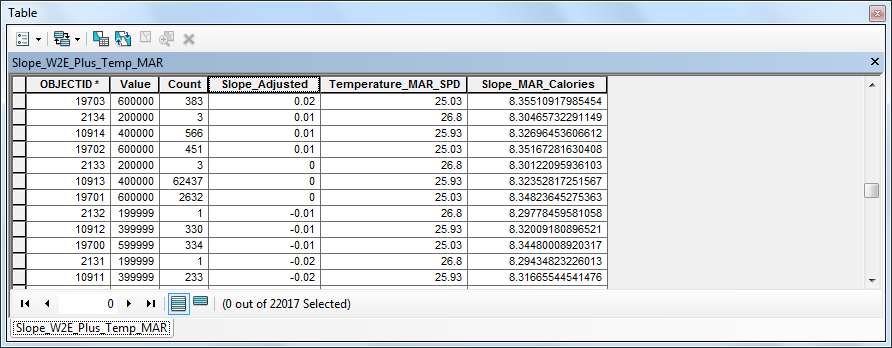 Table
Slope_W2E_Plus_Temp_MAR
OBJECTID * Value Count Slope_Adjusted Temperature_MAR_SPD Slope_MAR_Calories
19703 600000 383 0.02 25.03 8.35510917985454
2134 200000 3 0.01 26.8 8.30465732291149
10914 400000 566 0.01 25.93 8.32696453606612
19702 600000 451 0.01 25.03 8.35167281630408
2133 200000 3 0 26.8 8.30122095936103
10913 400000 62437 0 25.93 8.32352817251567
19701 600000 2632 0 25.03 8.34823645275363
2132 199999 1 -0.01 26.8 8.29778459581058
10912 399999 330 -0.01 25.93 8.32009180896521
19700 599999 334 -0.01 25.03 8.34480008920317
2131 199999 1 -0.02 26.8 8.29434823226013
10911 399999 233 -0.02 25.93 8.31665544541476
0 (0 out of 22017 Selected)
Slope_W2E_Plus_Temp_MAR